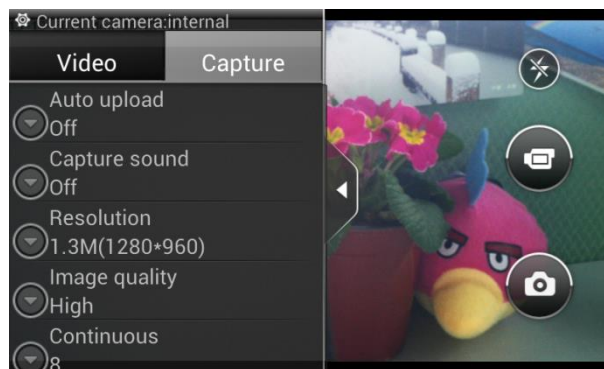 Current camera:internal
Video
Capture
Auto upload
Off
Capture sound
Off
Resolution
1.3M(1280*960)
Image quality
High
Continuous
8